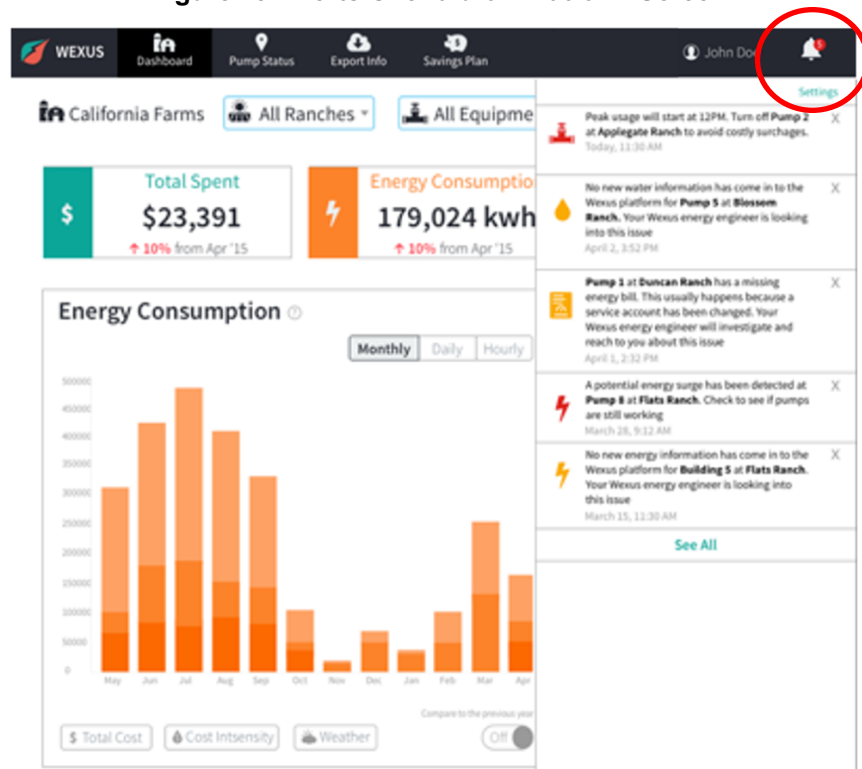 WEXUS
Dashboard
Pump Status
Export Info
Savings Plan
John Do
5
Settings
California Farms
All Ranches
All Equipme
Total Spent
$
$23,391
10% from Apr '15
Energy Consumptio
179,024 kwh
10% from Apr '15
Peak usage will start at 12PM. Turn off Pump 2
at Applegate Ranch to avoid costly surchages.
Today, 11:30 AM
X
No new water information has come in to the
Wexus platform for Pump 5 at Blossom
Ranch. Your Wexus energy engineer is looking
into this issue
April 2, 3:52 PM
X
Pump 1 at Duncan Ranch has a missing
energy bill. This usually happens because a
service account has been changed. Your
Wexus energy engineer will investigate and
reach to you about this issue
April 1, 2:32 PM
X
A potential energy surge has been detected at
Pump 8 at Flats Ranch. Check to see if pumps
are still working
March 28, 9:12 AM
X
No new energy information has come in to the
Wexus platform for Building 5 at Flats Ranch.
Your Wexus energy engineer is looking into
this issue
March 15, 11:30 AM
X
See All
Energy Consumption
Monthly
Daily
Hourly
500000
450000
400000
350000
300000
250000
200000
150000
100000
50000
0
May
Jun
Jul
Aug
Sep
Oct
Nov
Dec
Jan
Feb
Mar
Apr
Compare to the previous year
$ Total Cost
Cost Intsensity
Weather
Off